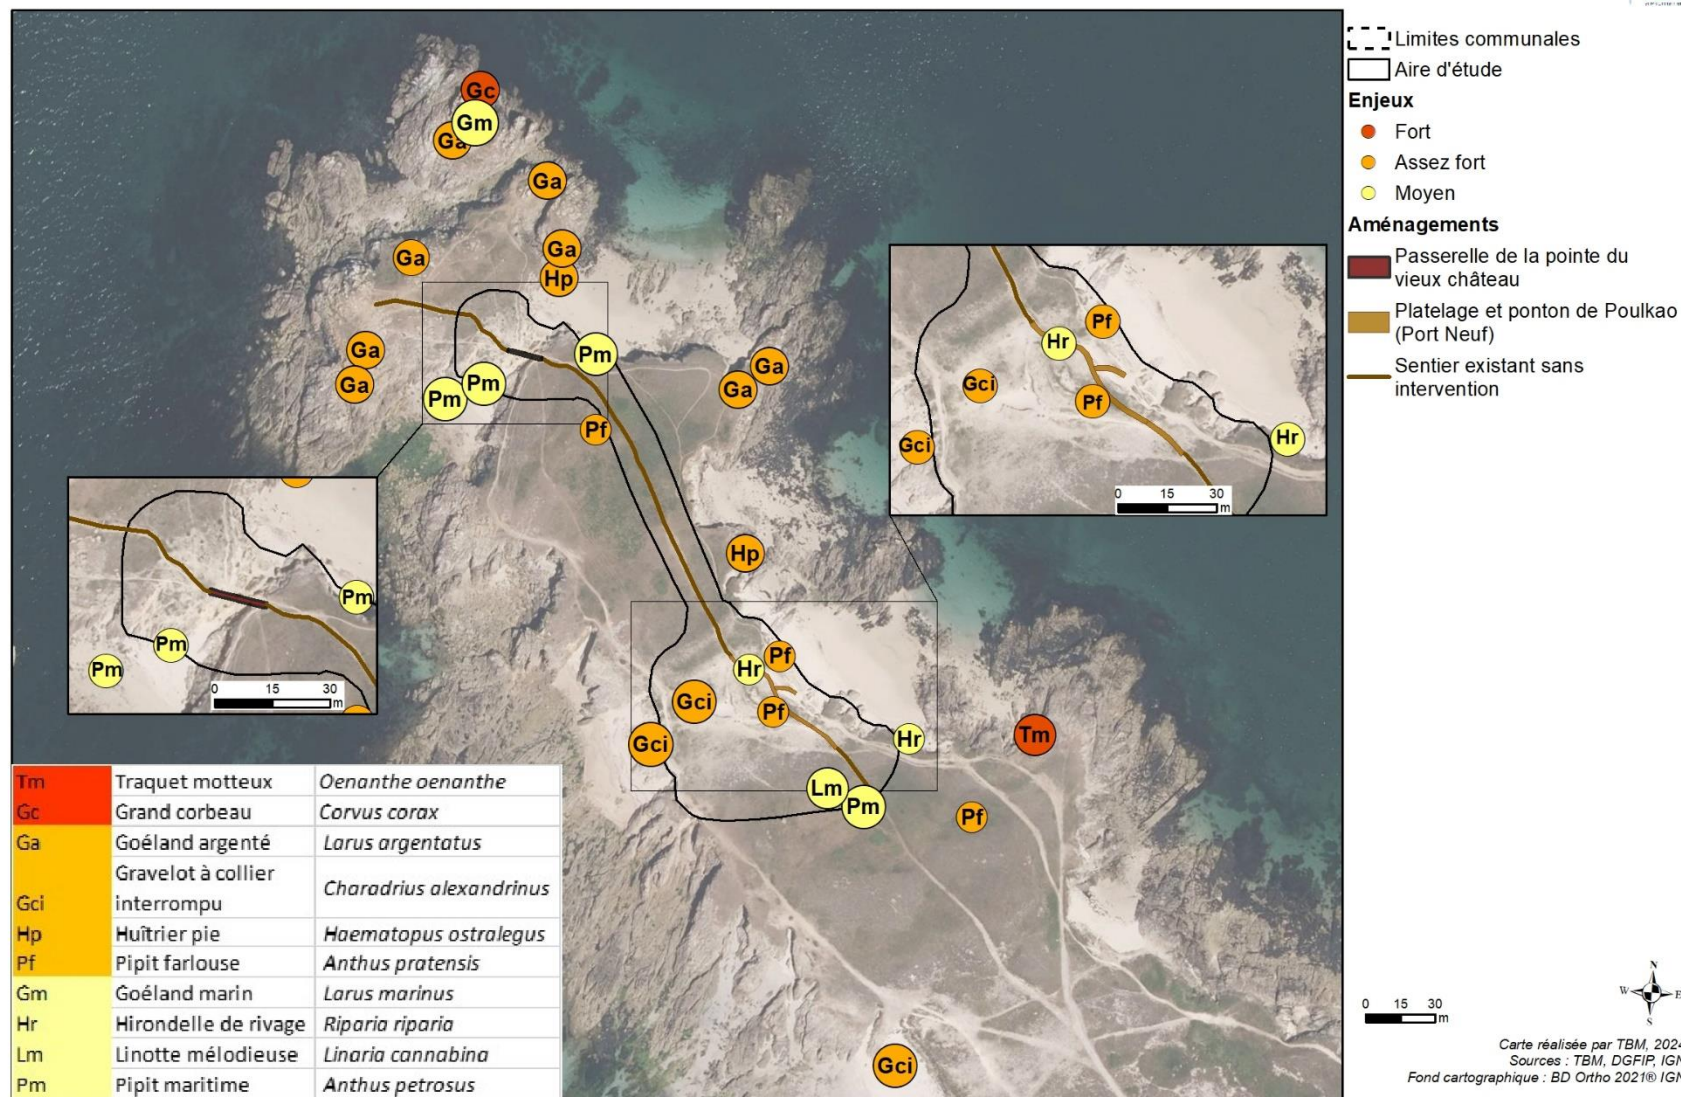 Gc
Gm
Ga
Ga
Ga
Ga
Hp
Ga
Ga
Pm
Pm
Pm
Ga
Ga
Pf
Hp
Pf
Hr
Gci
Pf
Gci
Hr
Tm
Lm
Pm
Pf
Gci
Pf
Hr
Gci
Pf
Gci
Hr
0 15 30
m
Pm
Pm
Pm
0 15 30
m
Tm Traquet motteux Oenanthe oenanthe
Gc Grand corbeau Corvus corax
Ga Goéland argenté Larus argentatus
Gravelot à collier
Gci interrompu Charadrius alexandrinus
Hp Huîtrier pie Haematopus ostralegus
Pf Pipit farlouse Anthus pratensis
Gm Goéland marin Larus marinus
Hr Hirondelle de rivage Riparia riparia
Lm Linotte mélodieuse Linaria cannabina
Pm Pipit maritime Anthus petrosus
Limites communales
Aire d'étude
Enjeux
Fort
Assez fort
Moyen
Aménagements
Passerelle de la pointe du
vieux château
Platelage et ponton de Poulkao
(Port Neuf)
Sentier existant sans
intervention
N
W E
S
0 15 30
m
Carte réalisée par TBM, 2024
Sources : TBM, DGFIP, IGN
Fond cartographique : BD Ortho 2021® IGN